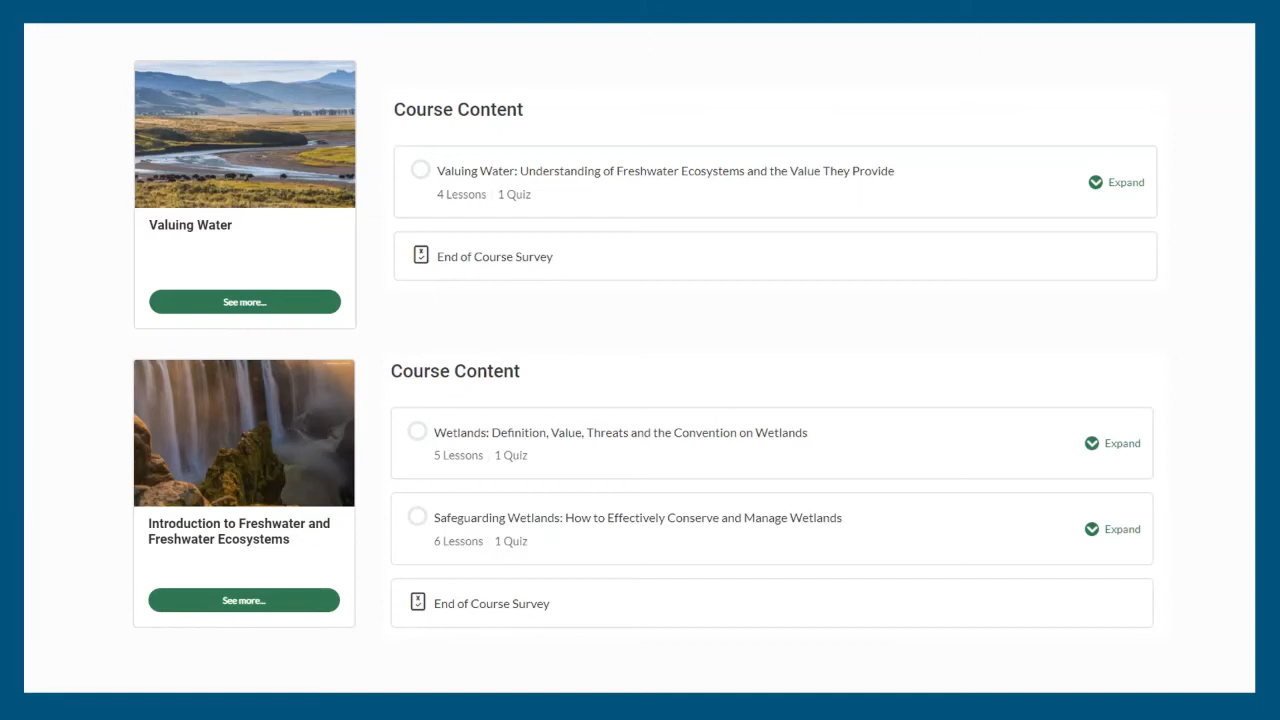 Valuing Water
See more...
Course Content
Valuing Water: Understanding of Freshwater Ecosystems and the Value They Provide
4 Lessons | 1 Quiz
Expand
End of Course Survey
Introduction to Freshwater and
Freshwater Ecosystems
See more...
Course Content
Wetlands: Definition, Value, Threats and the Convention on Wetlands
5 Lessons | 1 Quiz
Expand
Safeguarding Wetlands: How to Effectively Conserve and Manage Wetlands
6 Lessons | 1 Quiz
Expand
End of Course Survey